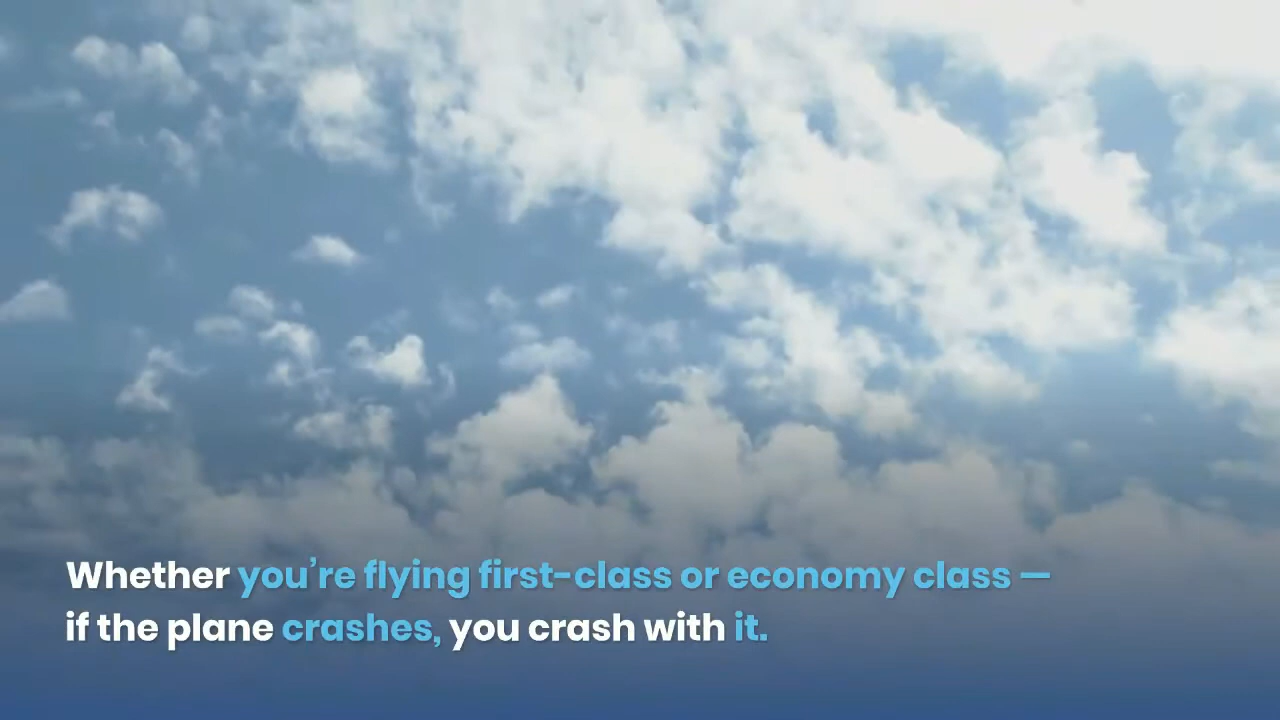 Whether you’re flying first-class or economy class —
if the plane crashes, you crash with it.